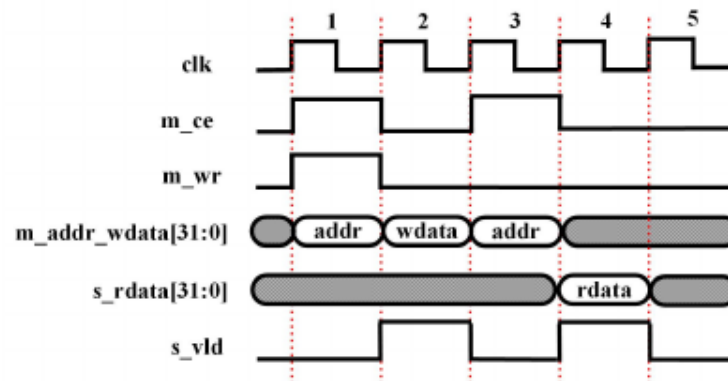 1 2 3 4 5
clk
m_ce
m_wr
m_addr_wdata[31:0] addr wdata addr
s_rdata[31:0] rdata
s_vld